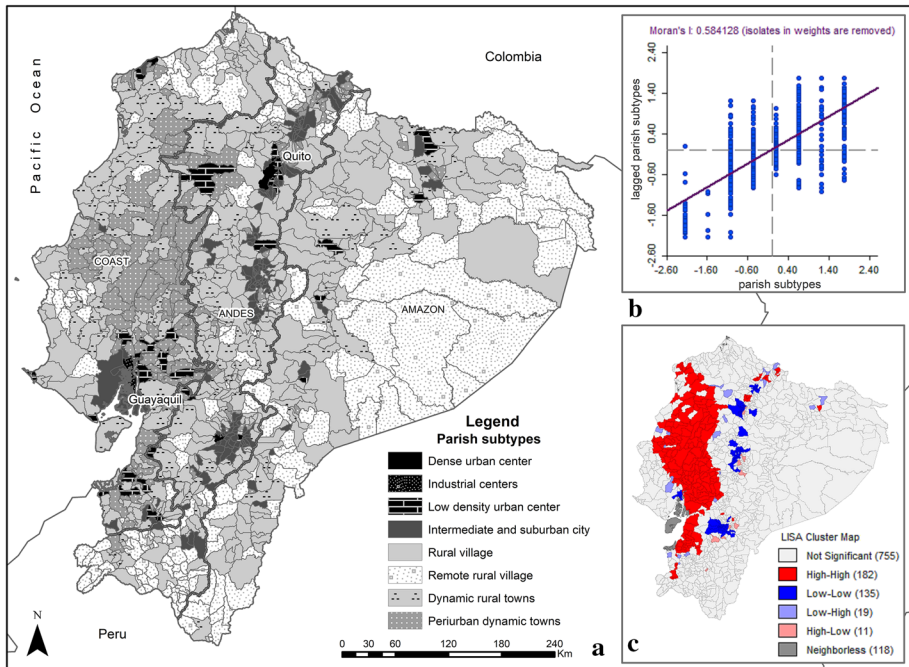 Pacific Ocean
Colombia
Quito
COAST
ANDES
AMAZON
Guayaquil
Peru
N
Legend
Parish subtypes
Dense urban center
Industrial centers
Low density urban center
Intermediate and suburban city
Rural village
Remote rural village
Dynamic rural towns
Periurban dynamic towns
0 15 30 60 90 120 180 240
Km
a
Moran's I: 0.584128 (isolates in weights are removed)
lagged parish subtypes
2.40
1.40
0.40
-0.60
-1.60
-2.60
-2.60 -1.60 -0.60 0.40 1.40 2.40
parish subtypes
b
LISA Cluster Map
Not Significant (755)
High-High (182)
Low-Low (135)
Low-High (19)
High-Low (11)
Neighborless (118)
c